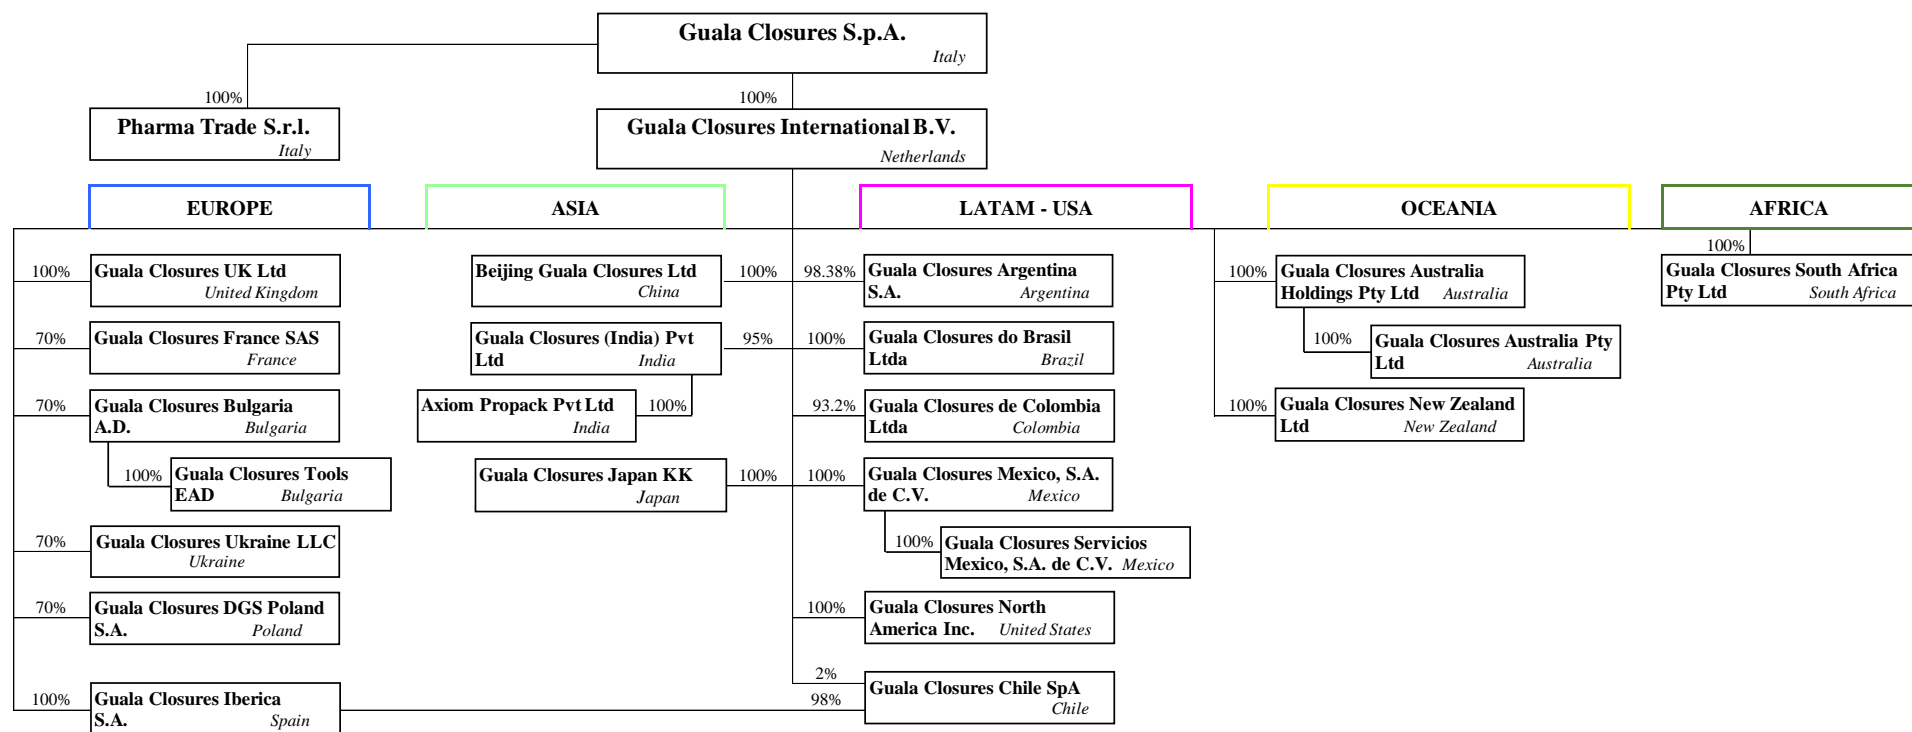 Guala Closures S.p.A.
Italy
100%
100%
Pharma Trade S.r.l.
Italy
Guala Closures International B.V.
Netherlands
EUROPE
ASIA
LATAM - USA
OCEANIA
AFRICA
100%
Guala Closures UK Ltd
United Kingdom
70%
Guala Closures France SAS
France
70%
Guala Closures Bulgaria
A.D. Bulgaria
100%
Guala Closures Tools
EAD Bulgaria
70%
Guala Closures Ukraine LLC
Ukraine
70%
Guala Closures DGS Poland
S.A. Poland
100%
Guala Closures Iberica
S.A. Spain
Beijing Guala Closures Ltd
China
100%
Guala Closures (India) Pvt
Ltd India
95%
Axiom Propack Pvt Ltd
India
100%
Guala Closures Japan KK
Japan
100%
98.38%
Guala Closures Argentina
S.A. Argentina
100%
Guala Closures do Brasil
Ltda Brazil
93.2%
Guala Closures de Colombia
Ltda Colombia
100%
Guala Closures Mexico, S.A.
de C.V. Mexico
100%
Guala Closures Servicios
Mexico, S.A. de C.V. Mexico
100%
Guala Closures North
America Inc. United States
2%
98%
Guala Closures Chile SpA
Chile
100%
Guala Closures Australia
Holdings Pty Ltd Australia
100%
Guala Closures Australia Pty
Ltd Australia
100%
Guala Closures New Zealand
Ltd New Zealand
100%
Guala Closures South Africa
Pty Ltd South Africa